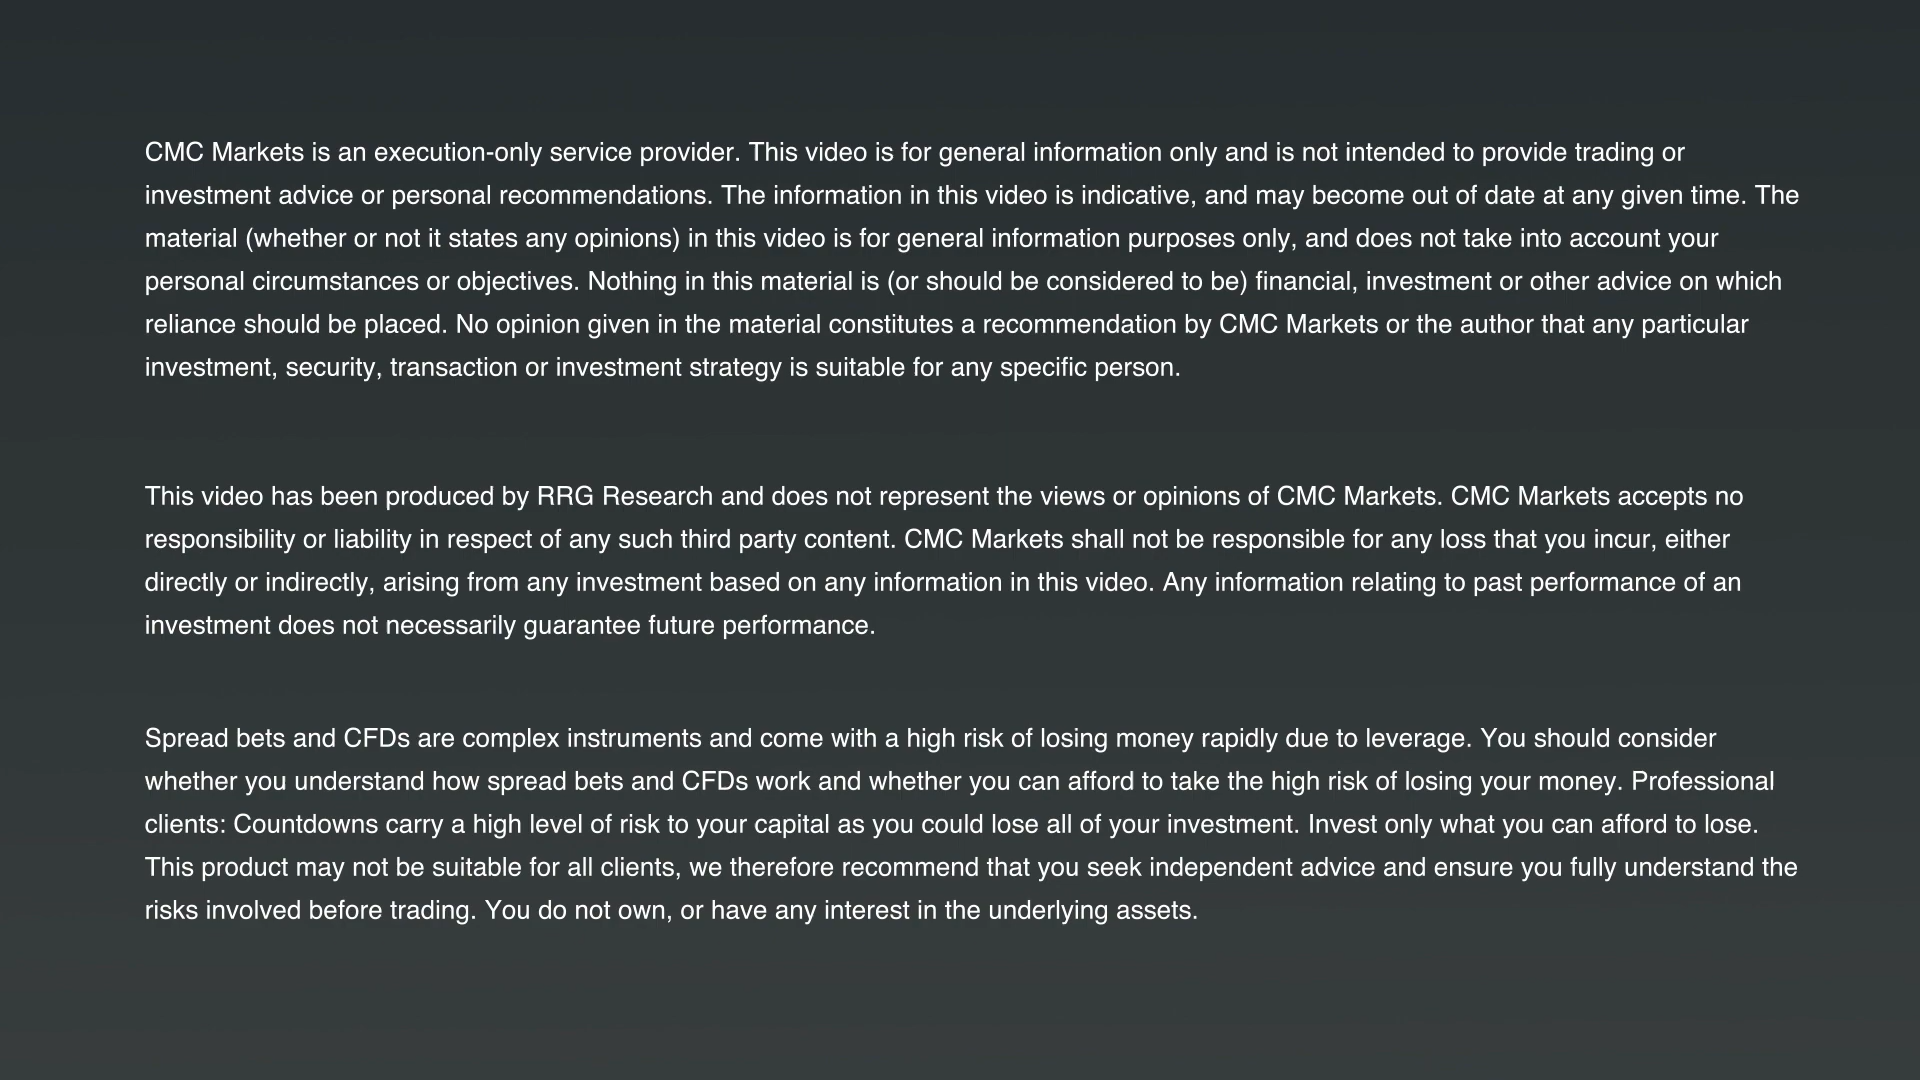 CMC Markets is an execution-only service provider. This video is for general information only and is not intended to provide trading or
investment advice or personal recommendations. The information in this video is indicative, and may become out of date at any given time. The
material (whether or not it states any opinions) in this video is for general information purposes only, and does not take into account your
personal circumstances or objectives. Nothing in this material is (or should be considered to be) financial, investment or other advice on which
reliance should be placed. No opinion given in the material constitutes a recommendation by CMC Markets or the author that any particular
investment, security, transaction or investment strategy is suitable for any specific person.
This video has been produced by RRG Research and does not represent the views or opinions of CMC Markets. CMC Markets accepts no
responsibility or liability in respect of any such third party content. CMC Markets shall not be responsible for any loss that you incur, either
directly or indirectly, arising from any investment based on any information in this video. Any information relating to past performance of an
investment does not necessarily guarantee future performance.
Spread bets and CFDs are complex instruments and come with a high risk of losing money rapidly due to leverage. You should consider
whether you understand how spread bets and CFDs work and whether you can afford to take the high risk of losing your money. Professional
clients: Countdowns carry a high level of risk to your capital as you could lose all of your investment. Invest only what you can afford to lose.
This product may not be suitable for all clients, we therefore recommend that you seek independent advice and ensure you fully understand the
risks involved before trading. You do not own, or have any interest in the underlying assets.